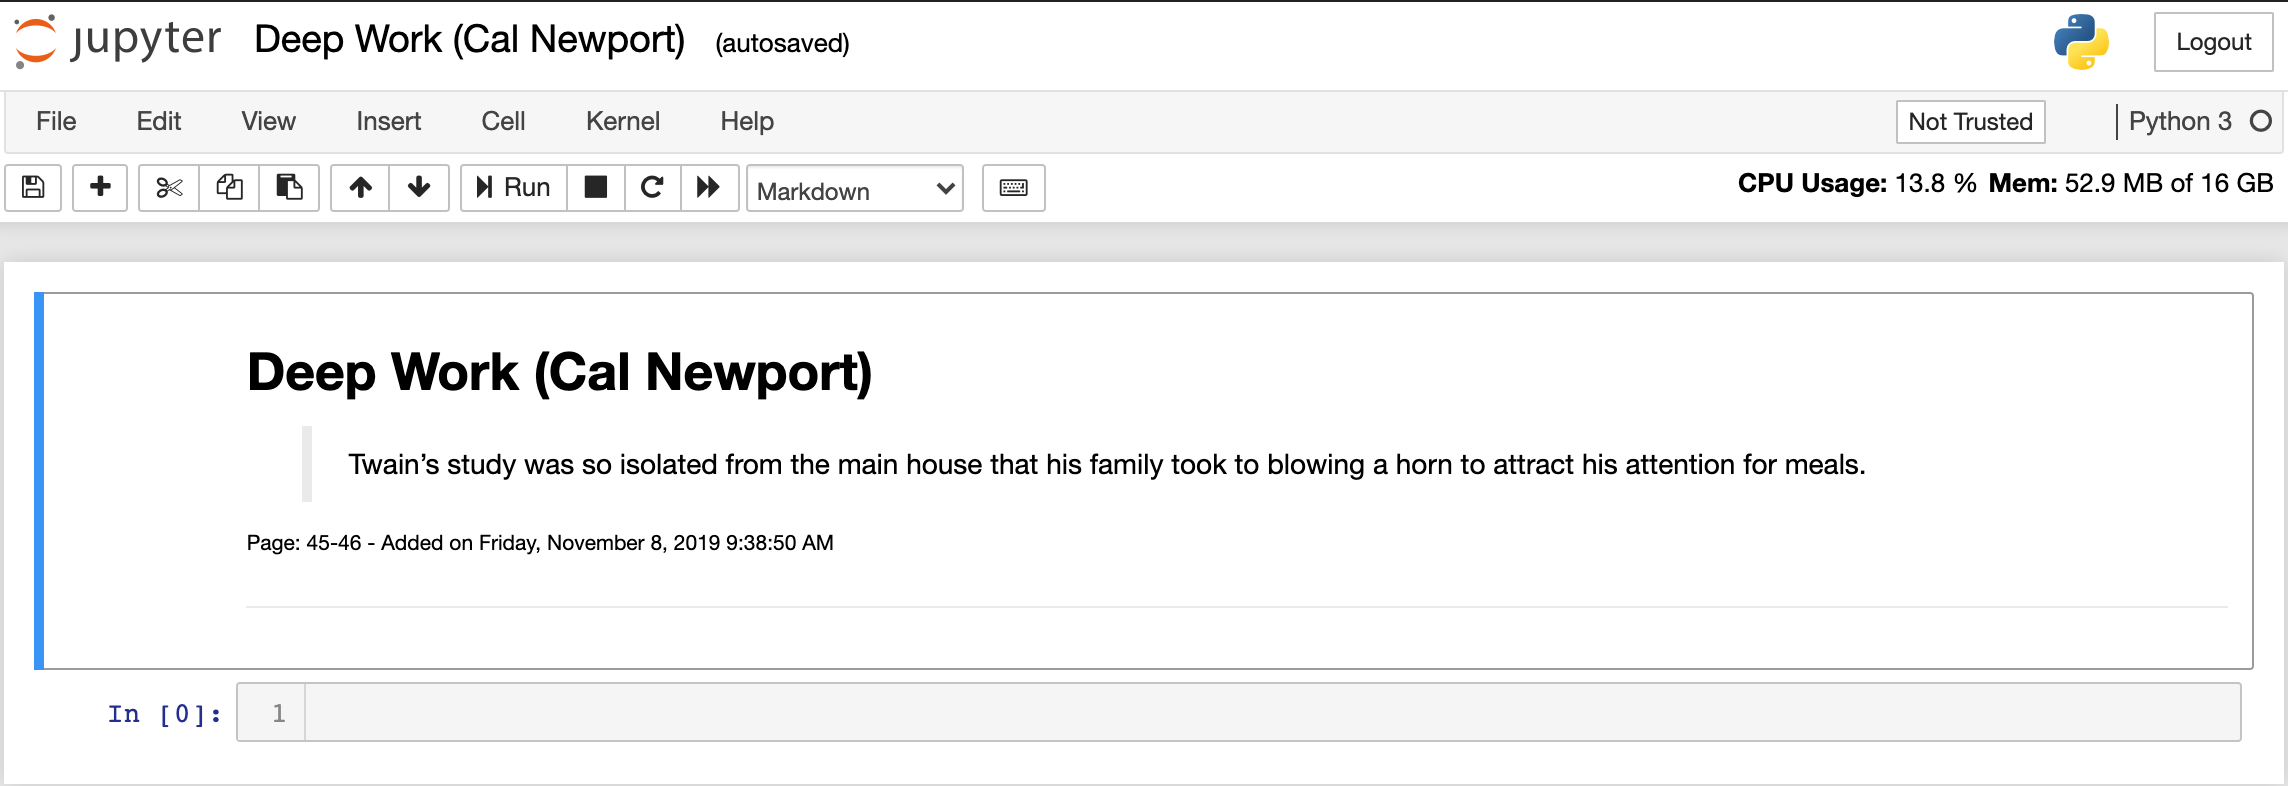 jupyter Deep Work (Cal Newport) (autosaved) Logout
File Edit View Insert Cell Kernel Help Not Trusted Python 3
Run Markdown CPU Usage: 13.8 % Mem: 52.9 MB of 16 GB
Deep Work (Cal Newport)
Twain’s study was so isolated from the main house that his family took to blowing a horn to attract his attention for meals.
Page: 45-46 - Added on Friday, November 8, 2019 9:38:50 AM
In [0]: 1